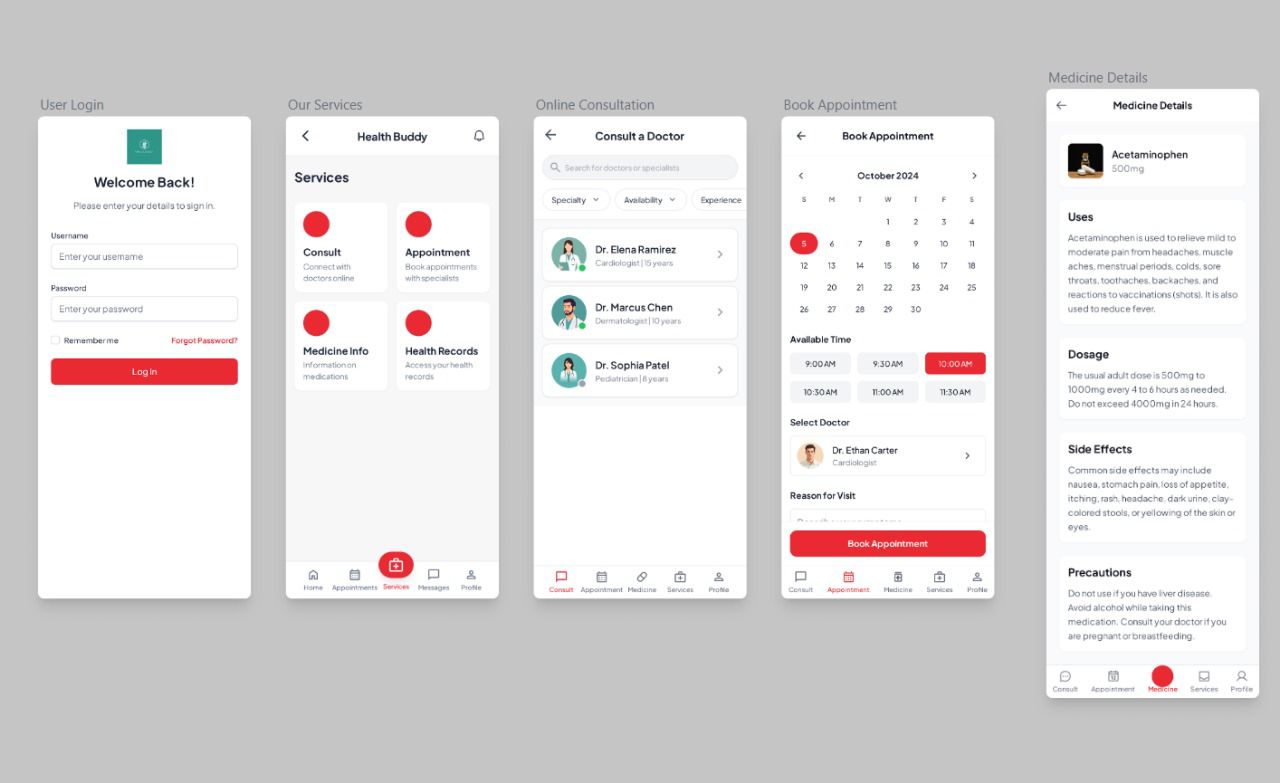 User Login
Welcome Back!
Please enter your details to sign in.
Username
Enter your username
Password
Enter your password
Remember me
Forgot Password?
Log In
Our Services
Health Buddy
Services
Consult
Connect with
doctors online
Appointment
Book appointments
with specialists
Medicine Info
Information on
medications
Health Records
Access your health
records
Home
Appointments
Services
Messages
Profile
Online Consultation
Consult a Doctor
Search for doctors or specialists
Specialty
Availability
Experience
Dr. Elena Ramirez
Cardiologist | 15 years
Dr. Marcus Chen
Dermatologist | 10 years
Dr. Sophia Patel
Pediatrician | 8 years
Consult
Appointment
Medicine
Services
Profile
Book Appointment
Book Appointment
October 2024
S M T W T F S
1 2 3 4
5 6 7 8 9 10 11
12 13 14 15 16 17 18
19 20 21 22 23 24 25
26 27 28 29 30
Available Time
9:00 AM 9:30 AM 10:00 AM
10:30 AM 11:00 AM 11:30 AM
Select Doctor
Dr. Ethan Carter
Cardiologist
Reason for Visit
Book Appointment
Consult
Appointment
Medicine
Services
Profile
Medicine Details
Medicine Details
Acetaminophen
500mg
Uses
Acetaminophen is used to relieve mild to
moderate pain from headaches, muscle
aches, menstrual periods, colds, sore
throats, toothaches, backaches, and
reactions to vaccinations (shots). It is also
used to reduce fever.
Dosage
The usual adult dose is 500mg to
1000mg every 4 to 6 hours as needed.
Do not exceed 4000mg in 24 hours.
Side Effects
Common side effects may include
nausea, stomach pain, loss of appetite,
itching, rash, headache, dark urine, clay-
colored stools, or yellowing of the skin or
eyes.
Precautions
Do not use if you have liver disease.
Avoid alcohol while taking this
medication. Consult your doctor if you
are pregnant or breastfeeding.
Consult
Appointment
Medicine
Services
Profile